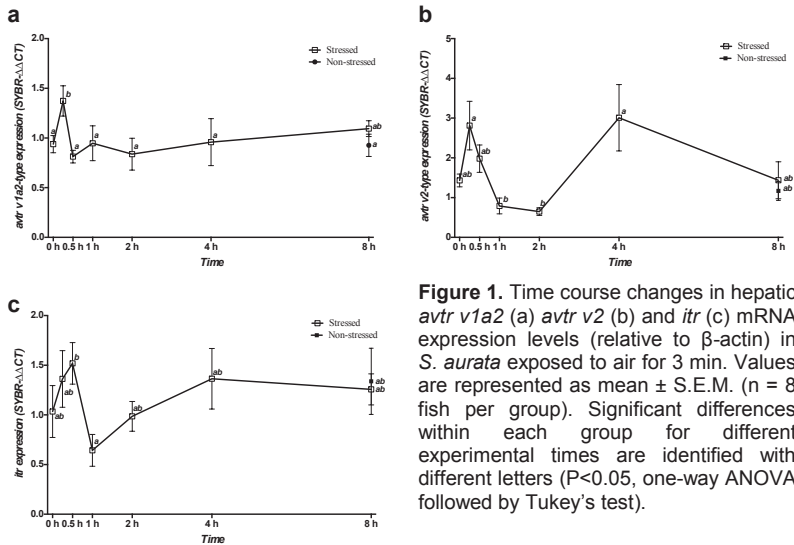 a
avtr v1a2-type expression (SYBR-ΔΔCT)
2.0
1.5
1.0
0.5
0.0
Stressed
Non-stressed
a
b
a
a
a
a
ab
a
0 h
0.5 h
1 h
2 h
4 h
8 h
Time
b
avtr v2-type expression (SYBR-ΔΔCT)
5
4
3
2
1
0
Stressed
Non-stressed
ab
a
ab
b
b
a
ab
ab
0 h
0.5 h
1 h
2 h
4 h
8 h
Time
c
itr expression (SYBR-ΔΔCT)
2.0
1.5
1.0
0.5
0.0
Stressed
Non-stressed
ab
ab
b
a
ab
ab
ab
ab
0 h
0.5 h
1 h
2 h
4 h
8 h
Time
Figure 1. Time course changes in hepatic
avtr v1a2 (a) avtr v2 (b) and itr (c) mRNA
expression levels (relative to β-actin) in
S. aurata exposed to air for 3 min. Values
are represented as mean ± S.E.M. (n = 8
fish per group). Significant differences
within each group for different
experimental times are identified with
different letters (P<0.05, one-way ANOVA
followed by Tukey's test).